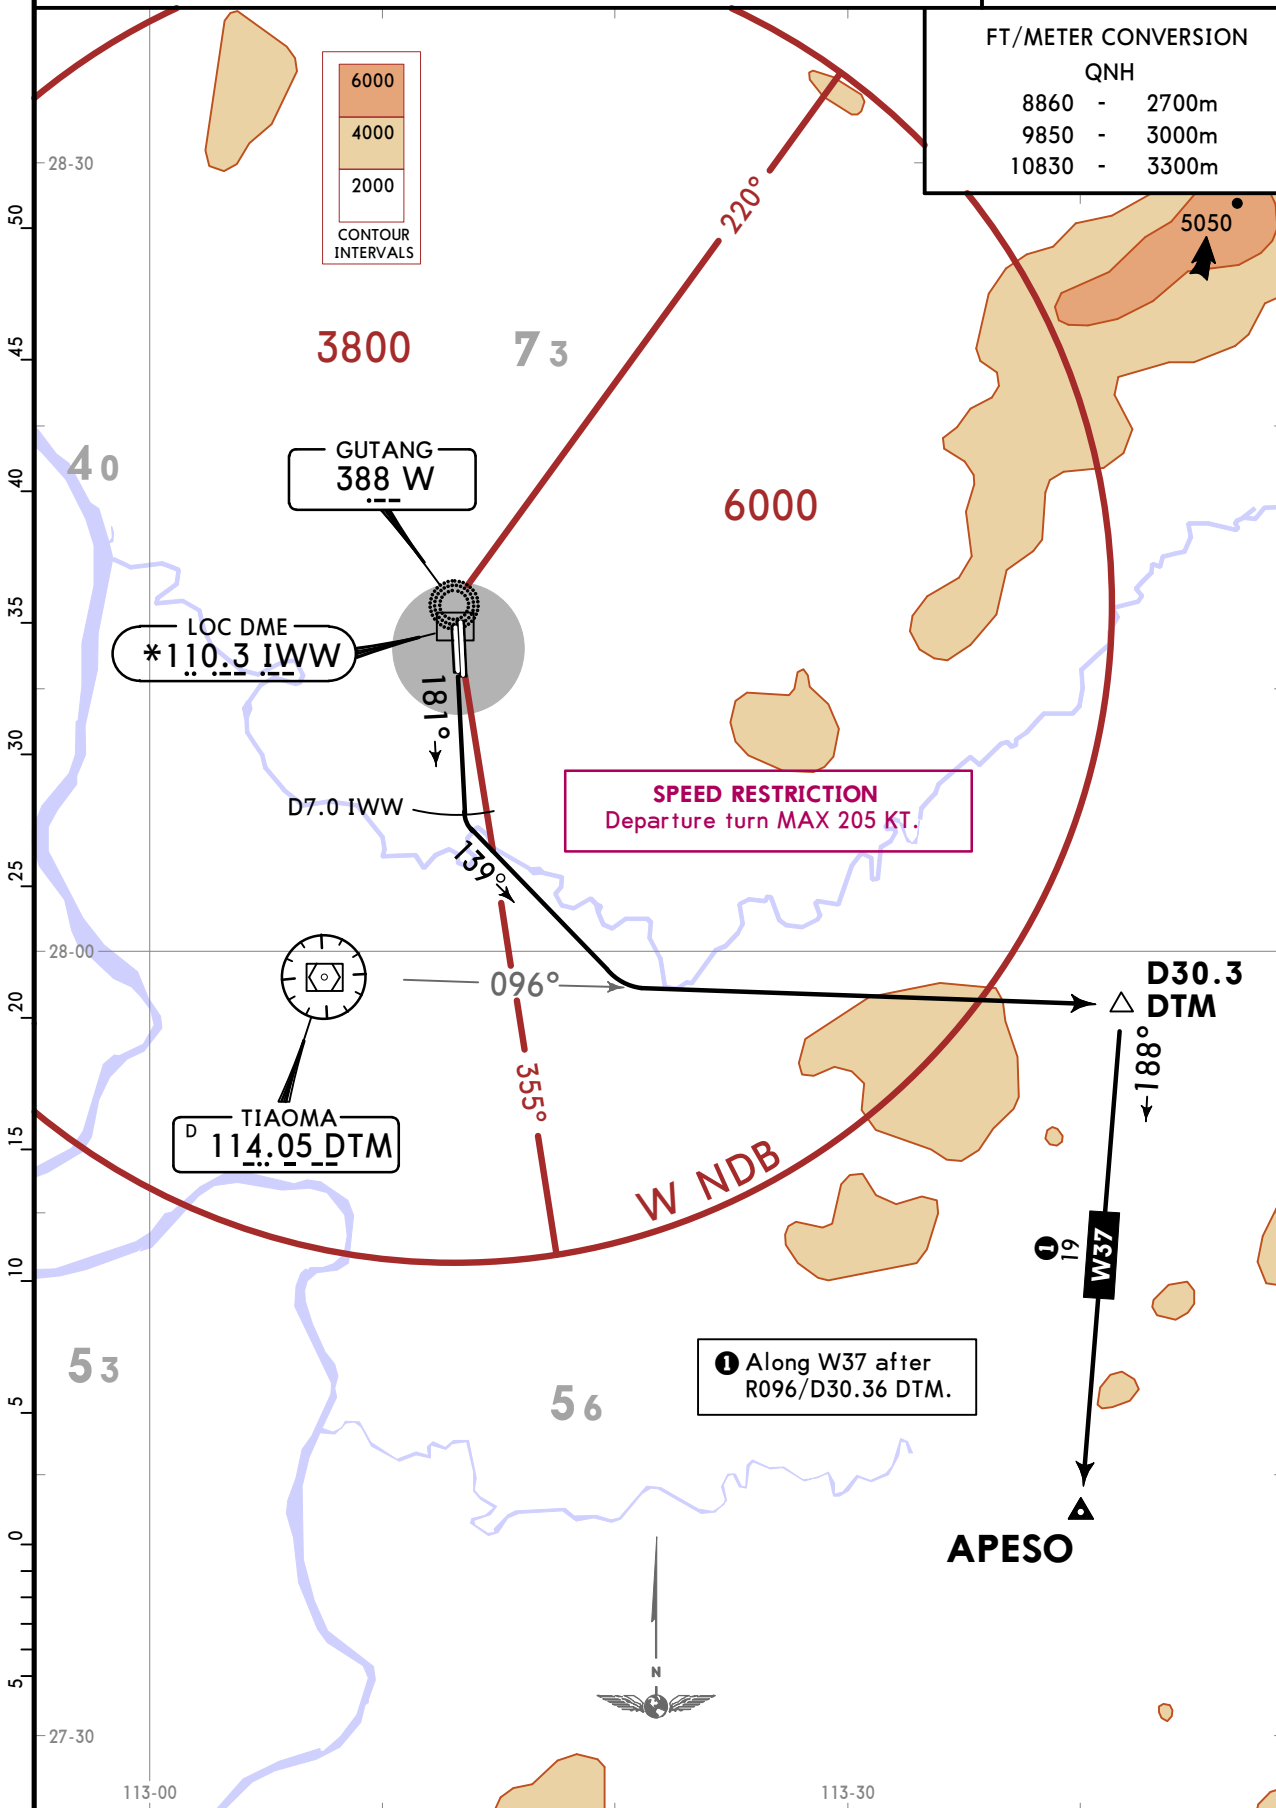 FT/METER CONVERSION
QNH
8860 - 2700m
9850 - 3000m
10830 - 3300m
6000
4000
2000
CONTOUR
INTERVALS
28-30
220°
5050
3800
73
6000
40
GUTANG
388 W
LOC DME
*110.3 IWW
181°
D7.0 IWW
SPEED RESTRICTION
Departure turn MAX 205 KT.
139°
28-00
096°
D30.3
DTM
188°
355°
TIAOMA
D 114.05 DTM
W NDB
1
19
W37
53
56
1 Along W37 after
R096/D30.36 DTM.
APESO
N
27-30
113-00
113-30
50
45
40
35
30
25
20
15
10
5
0
5